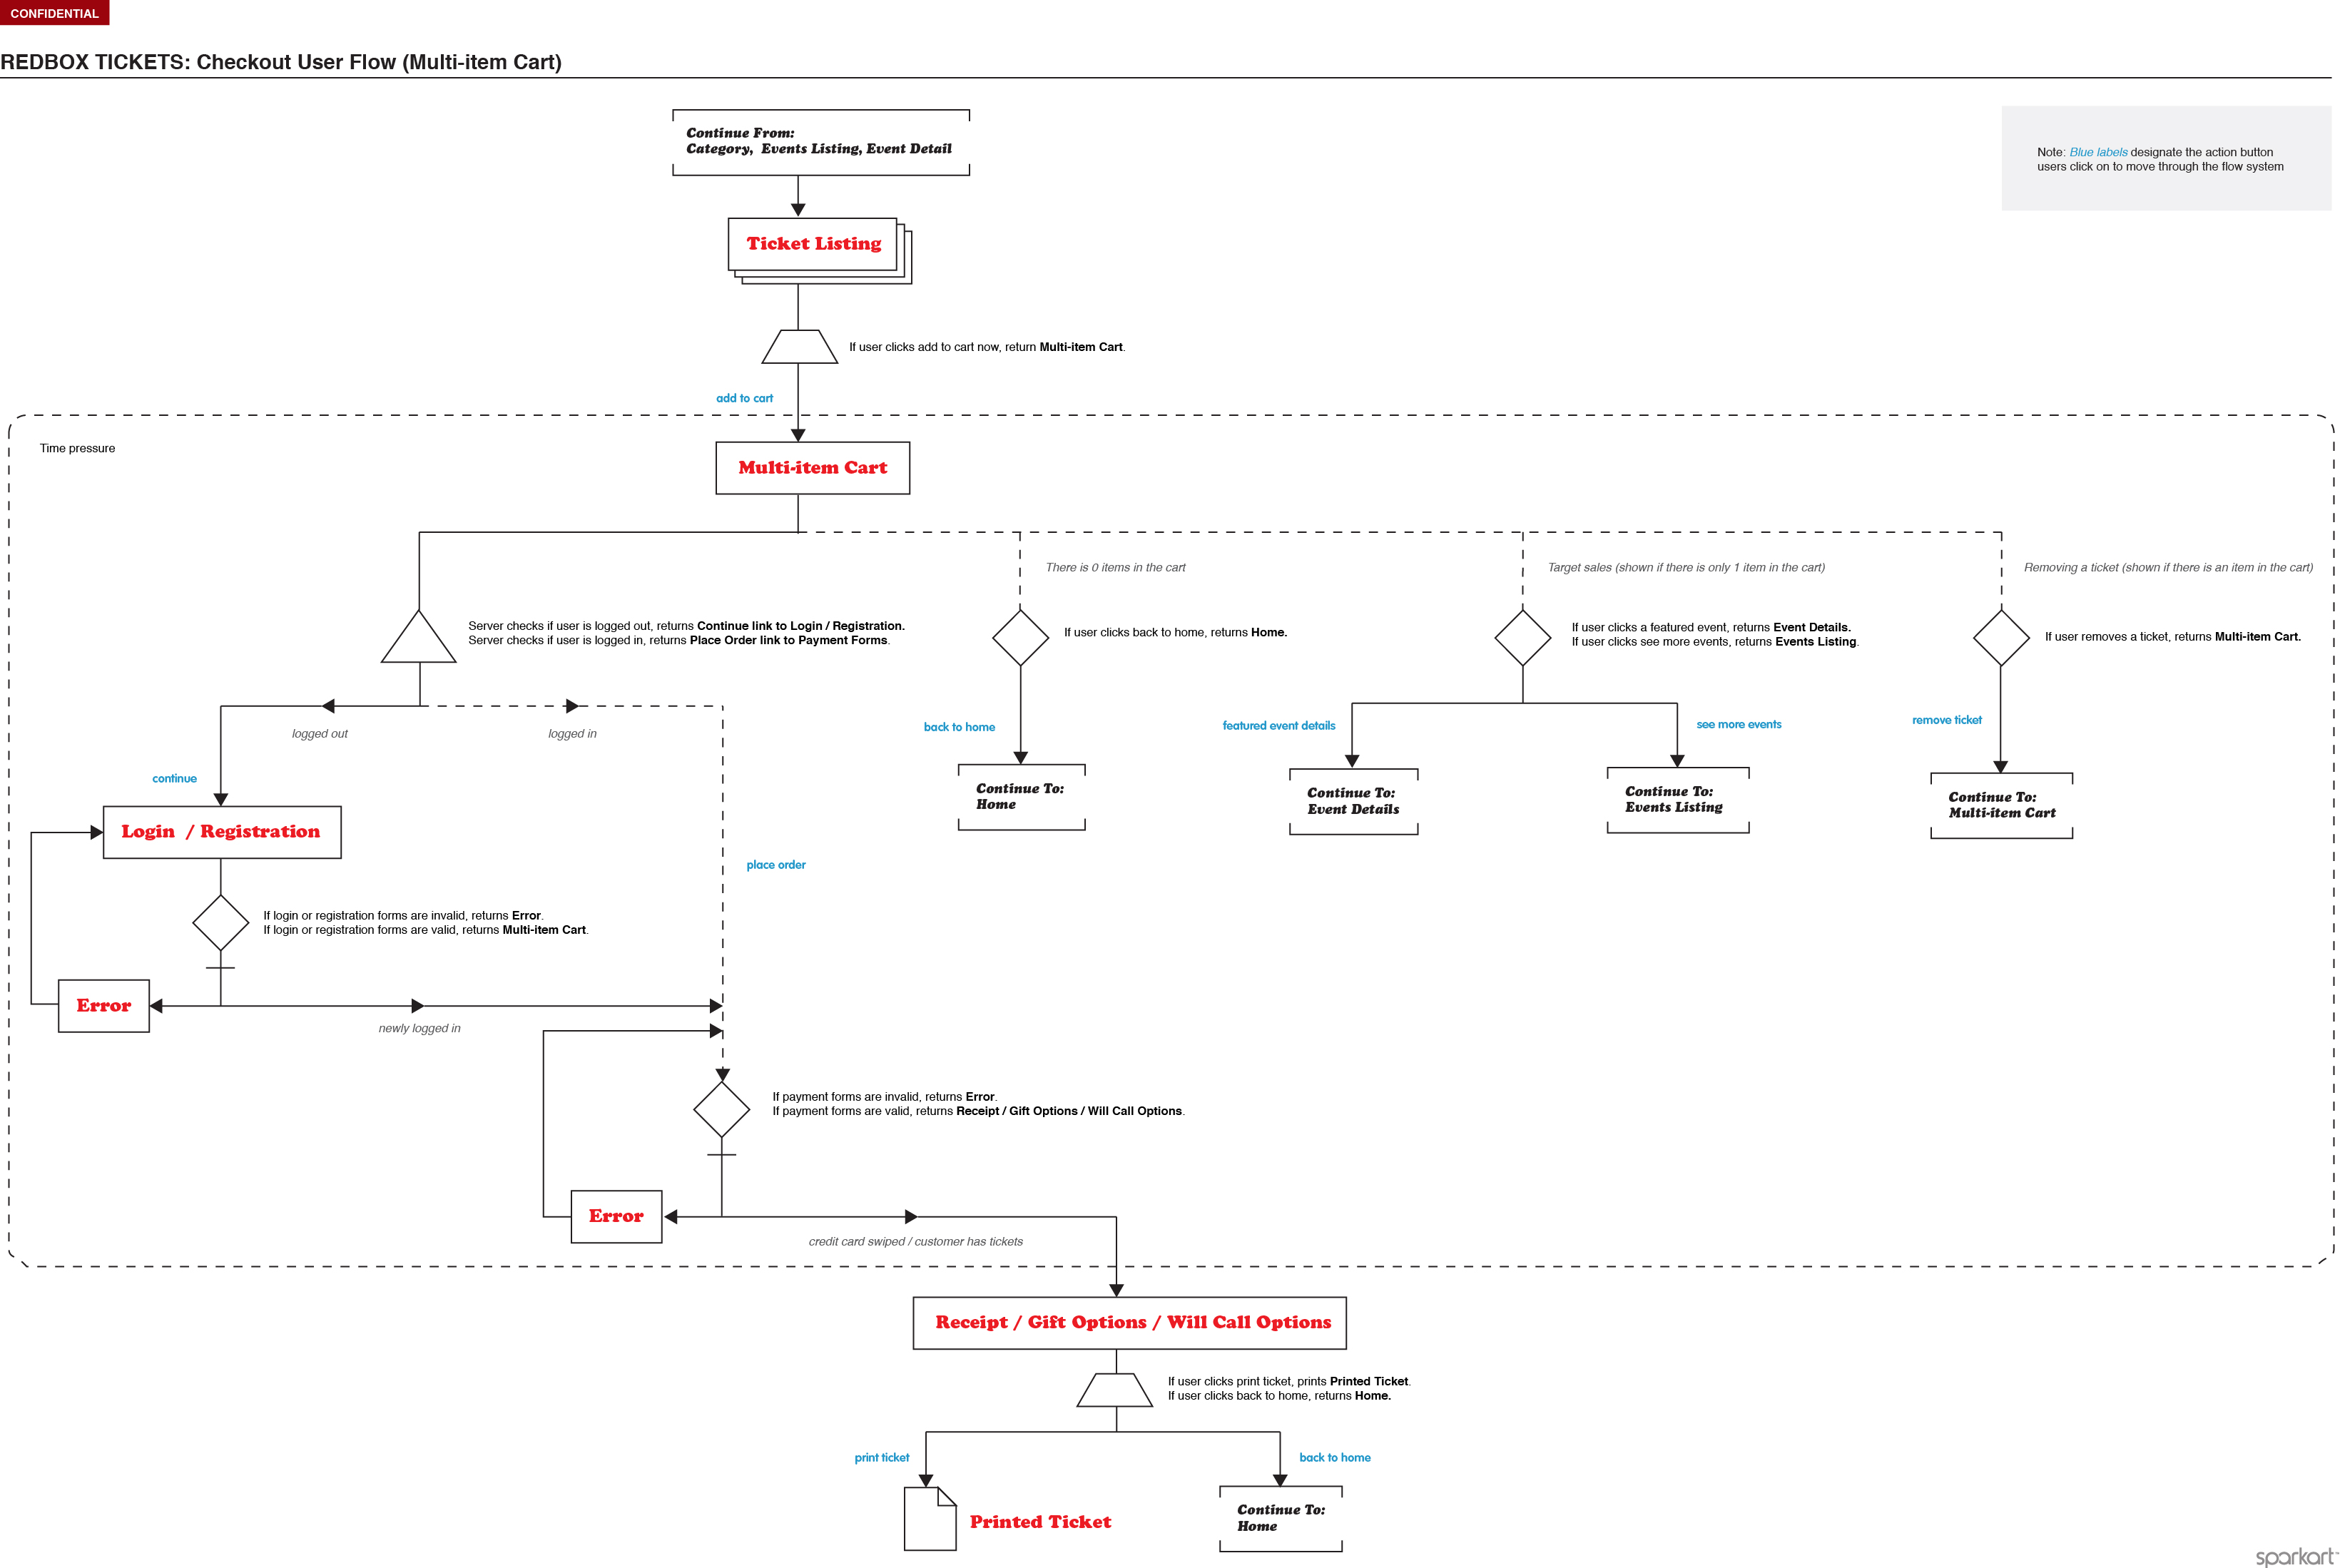 CONFIDENTIAL
REDBOX TICKETS: Checkout User Flow (Multi-item Cart)
Continue From:
Category, Events Listing, Event Detail
Note: Blue labels designate the action button
users click on to move through the flow system
Ticket Listing
If user clicks add to cart now, return Multi-item Cart.
add to cart
Time pressure
Multi-item Cart
There is 0 items in the cart
Target sales (shown if there is only 1 item in the cart)
Removing a ticket (shown if there is an item in the cart)
Server checks if user is logged out, returns Continue link to Login / Registration.
Server checks if user is logged in, returns Place Order link to Payment Forms.
If user clicks back to home, returns Home.
If user clicks a featured event, returns Event Details.
If user clicks see more events, returns Events Listing.
If user removes a ticket, returns Multi-item Cart.
logged out
logged in
back to home
featured event details
see more events
remove ticket
continue
Continue To:
Home
Continue To:
Event Details
Continue To:
Events Listing
Continue To:
Multi-item Cart
Login / Registration
place order
If login or registration forms are invalid, returns Error.
If login or registration forms are valid, returns Multi-item Cart.
Error
newly logged in
If payment forms are invalid, returns Error.
If payment forms are valid, returns Receipt / Gift Options / Will Call Options.
Error
credit card swiped / customer has tickets
Receipt / Gift Options / Will Call Options
If user clicks print ticket, prints Printed Ticket.
If user clicks back to home, returns Home.
print ticket
back to home
Printed Ticket
Continue To:
Home
sparkart